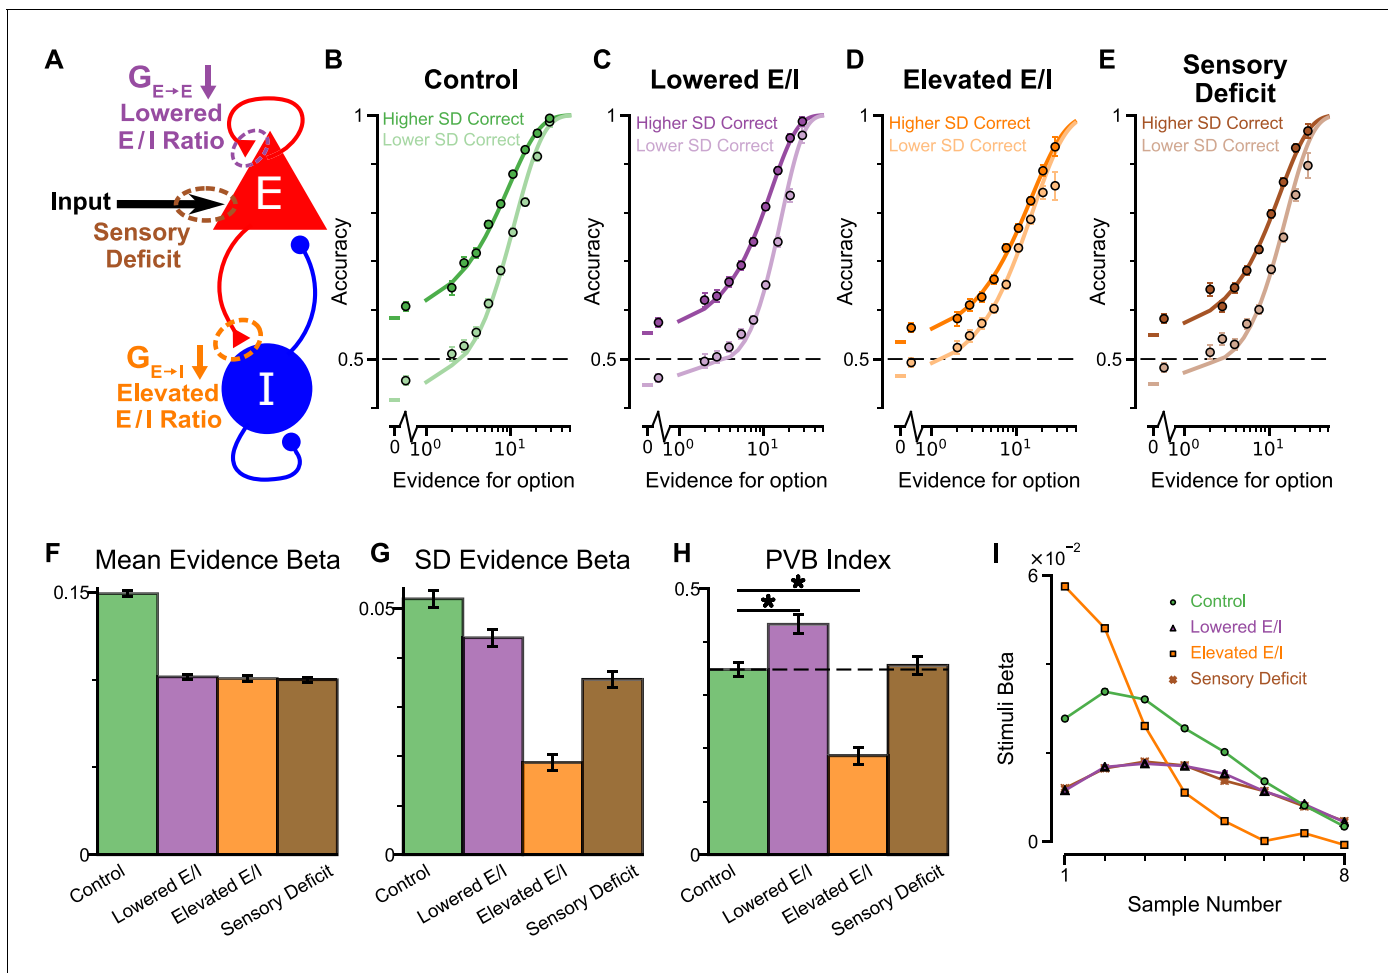 A
G E→E ↓
Lowered
E/I Ratio
E
Input
Sensory
Deficit
G E→I ↓
Elevated
E/I Ratio
I
B
Control
Higher SD Correct
Lower SD Correct
1
Accuracy
0.5
0 10⁰ 10¹
Evidence for option
C
Lowered E/I
Higher SD Correct
Lower SD Correct
1
Accuracy
0.5
0 10⁰ 10¹
Evidence for option
D
Elevated E/I
Higher SD Correct
Lower SD Correct
1
Accuracy
0.5
0 10⁰ 10¹
Evidence for option
E
Sensory
Deficit
Higher SD Correct
Lower SD Correct
1
Accuracy
0.5
0 10⁰ 10¹
Evidence for option
F
Mean Evidence Beta
0.15
0
Control
Lowered E/I
Elevated E/I
Sensory Deficit
G
SD Evidence Beta
0.05
0
Control
Lowered E/I
Elevated E/I
Sensory Deficit
H
PVB Index
0.5
*
*
0
Control
Lowered E/I
Elevated E/I
Sensory Deficit
I
×10⁻²
6
Control
Lowered E/I
Elevated E/I
Sensory Deficit
Stimuli Beta
0
1 8
Sample Number